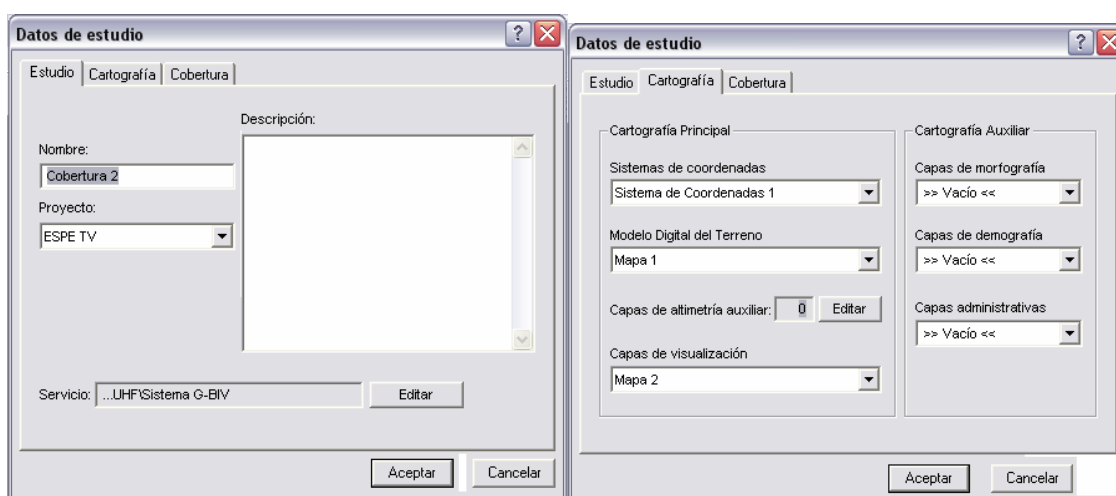 Datos de estudio
?
Estudio Cartografía Cobertura
Descripción:
Nombre:
Cobertura 2
Proyecto:
ESPE TV
Servicio: ...UHF\Sistema G-BIV Editar
Aceptar Cancelar
Datos de estudio
?
Estudio Cartografía Cobertura
Cartografía Principal
Sistemas de coordenadas
Sistema de Coordenadas 1
Modelo Digital del Terreno
Mapa 1
Capas de altimetría auxiliar: 0 Editar
Capas de visualización
Mapa 2
Cartografía Auxiliar
Capas de morfografía
>> Vacío <<
Capas de demografía
>> Vacío <<
Capas administrativas
>> Vacío <<
Aceptar Cancelar